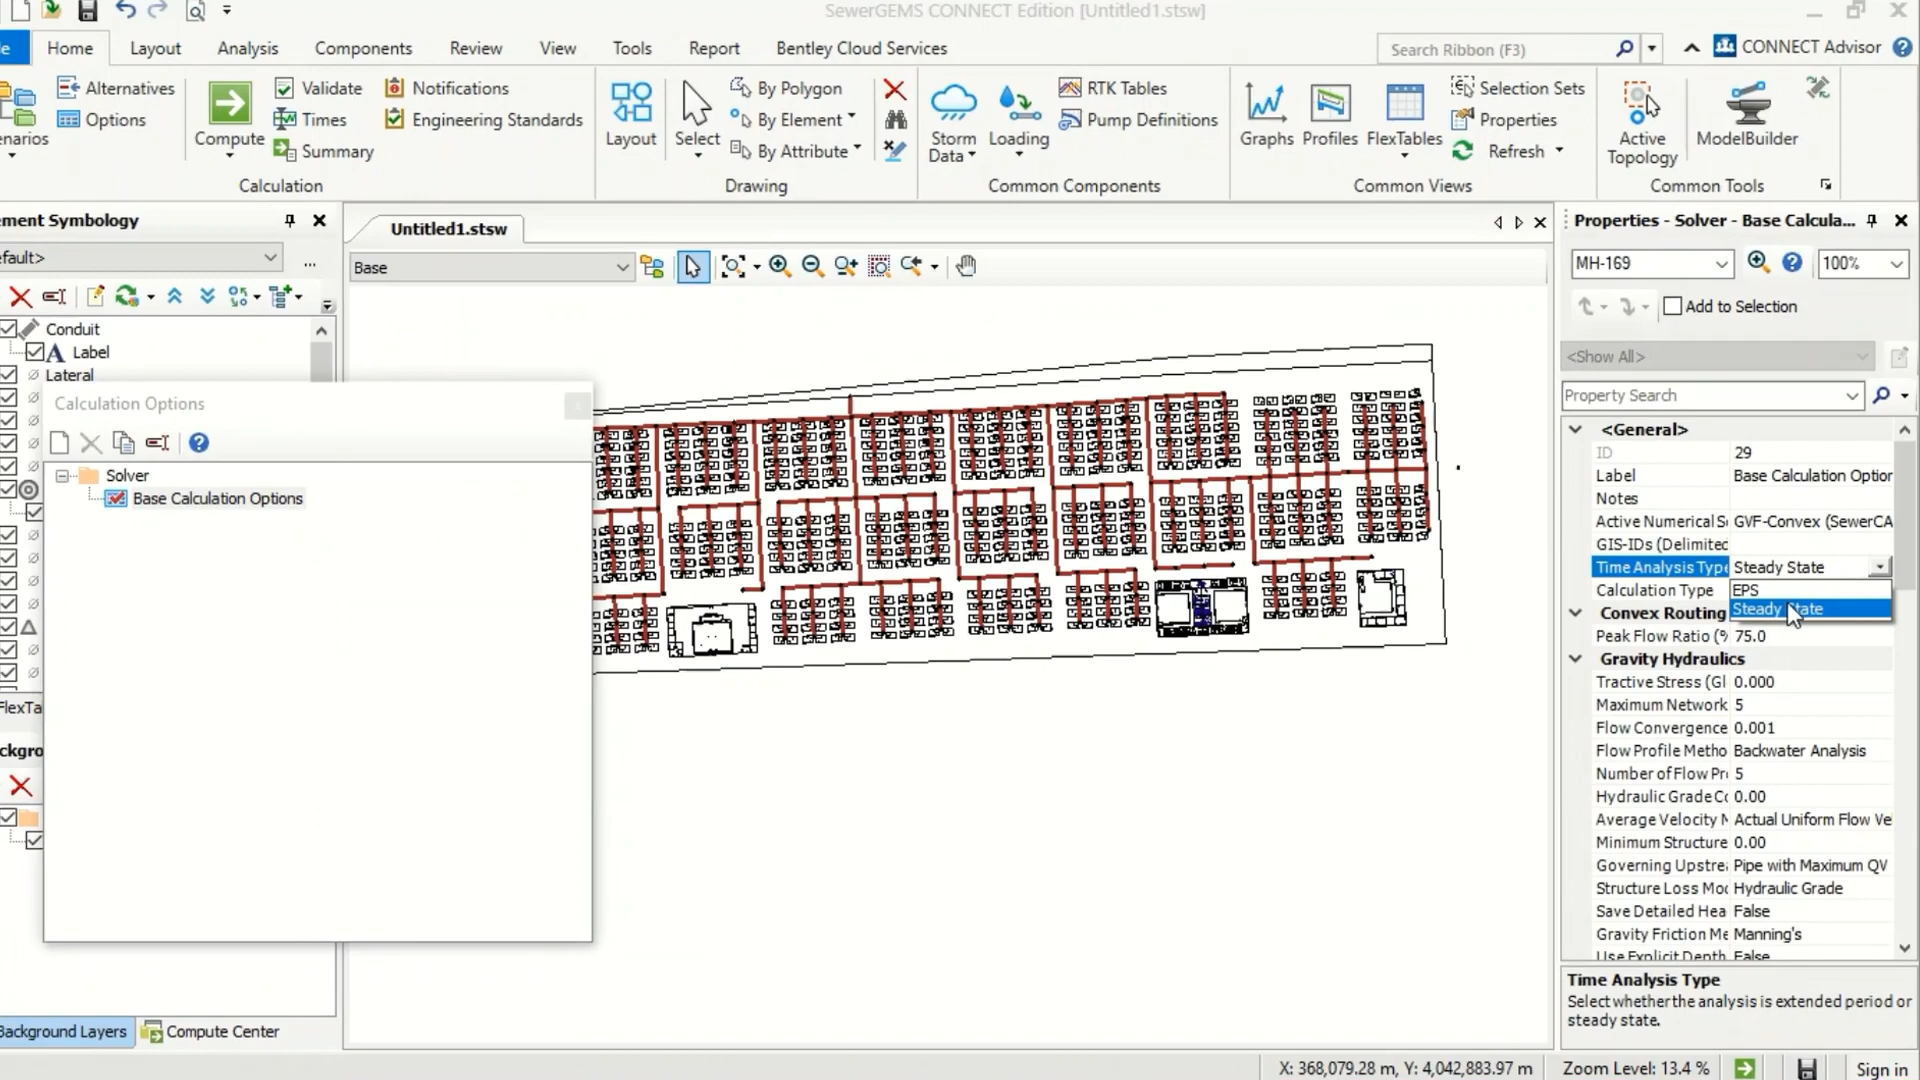 SewerGEMS CONNECT Edition [Untitled1.stsw]
Home Layout Analysis Components Review View Tools Report Bentley Cloud Services
Search Ribbon (F3)
CONNECT Advisor
Alternatives
Options
Compute
Validate
Times
Summary
Notifications
Engineering Standards
Calculation
Layout
Select
By Polygon
By Element
By Attribute
Drawing
Storm
Data
Loading
RTK Tables
Pump Definitions
Common Components
Graphs Profiles FlexTables
Selection Sets
Properties
Refresh
Common Views
Active
Topology
ModelBuilder
Common Tools
ement Symbology
efault>
...
Conduit
Label
Lateral
Untitled1.stsw
Base
Calculation Options
Solver
Base Calculation Options
FlexTa
ckgro
Background Layers
Compute Center
Properties - Solver - Base Calcula...
MH-169
100%
Add to Selection
<Show All>
Property Search
<General>
ID 29
Label Base Calculation Option
Notes
Active Numerical S GVF-Convex (SewerCA
GIS-IDs (Delimited
Time Analysis Type Steady State
Calculation Type EPS
Steady State
Convex Routing
Peak Flow Ratio (% 75.0
Gravity Hydraulics
Tractive Stress (Gl 0.000
Maximum Network 5
Flow Convergence 0.001
Flow Profile Metho Backwater Analysis
Number of Flow Pr 5
Hydraulic Grade Co 0.00
Average Velocity M Actual Uniform Flow Ve
Minimum Structure 0.00
Governing Upstrea Pipe with Maximum QV
Structure Loss Mod Hydraulic Grade
Save Detailed Hea False
Gravity Friction Me Manning's
Use Explicit Depth False
Time Analysis Type
Select whether the analysis is extended period or
steady state.
X: 368,079.28 m, Y: 4,042,883.97 m
Zoom Level: 13.4 %
Sign in